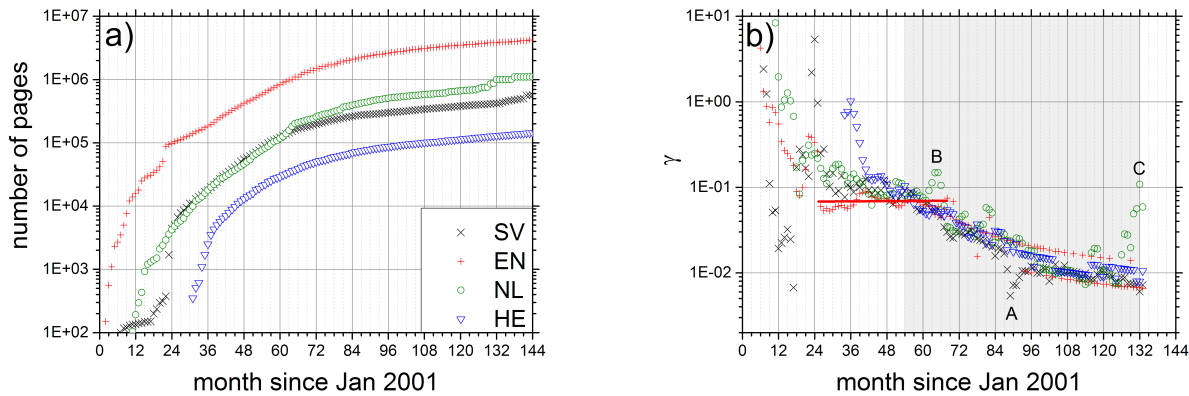 a)
1E+07
1E+06
1E+05
1E+04
1E+03
1E+02
number of pages
0 12 24 36 48 60 72 84 96 108 120 132 144
month since Jan 2001
SV
EN
NL
HE
b)
1E+01
1E+00
1E-01
1E-02
γ
B
C
A
0 12 24 36 48 60 72 84 96 108 120 132 144
month since Jan 2001